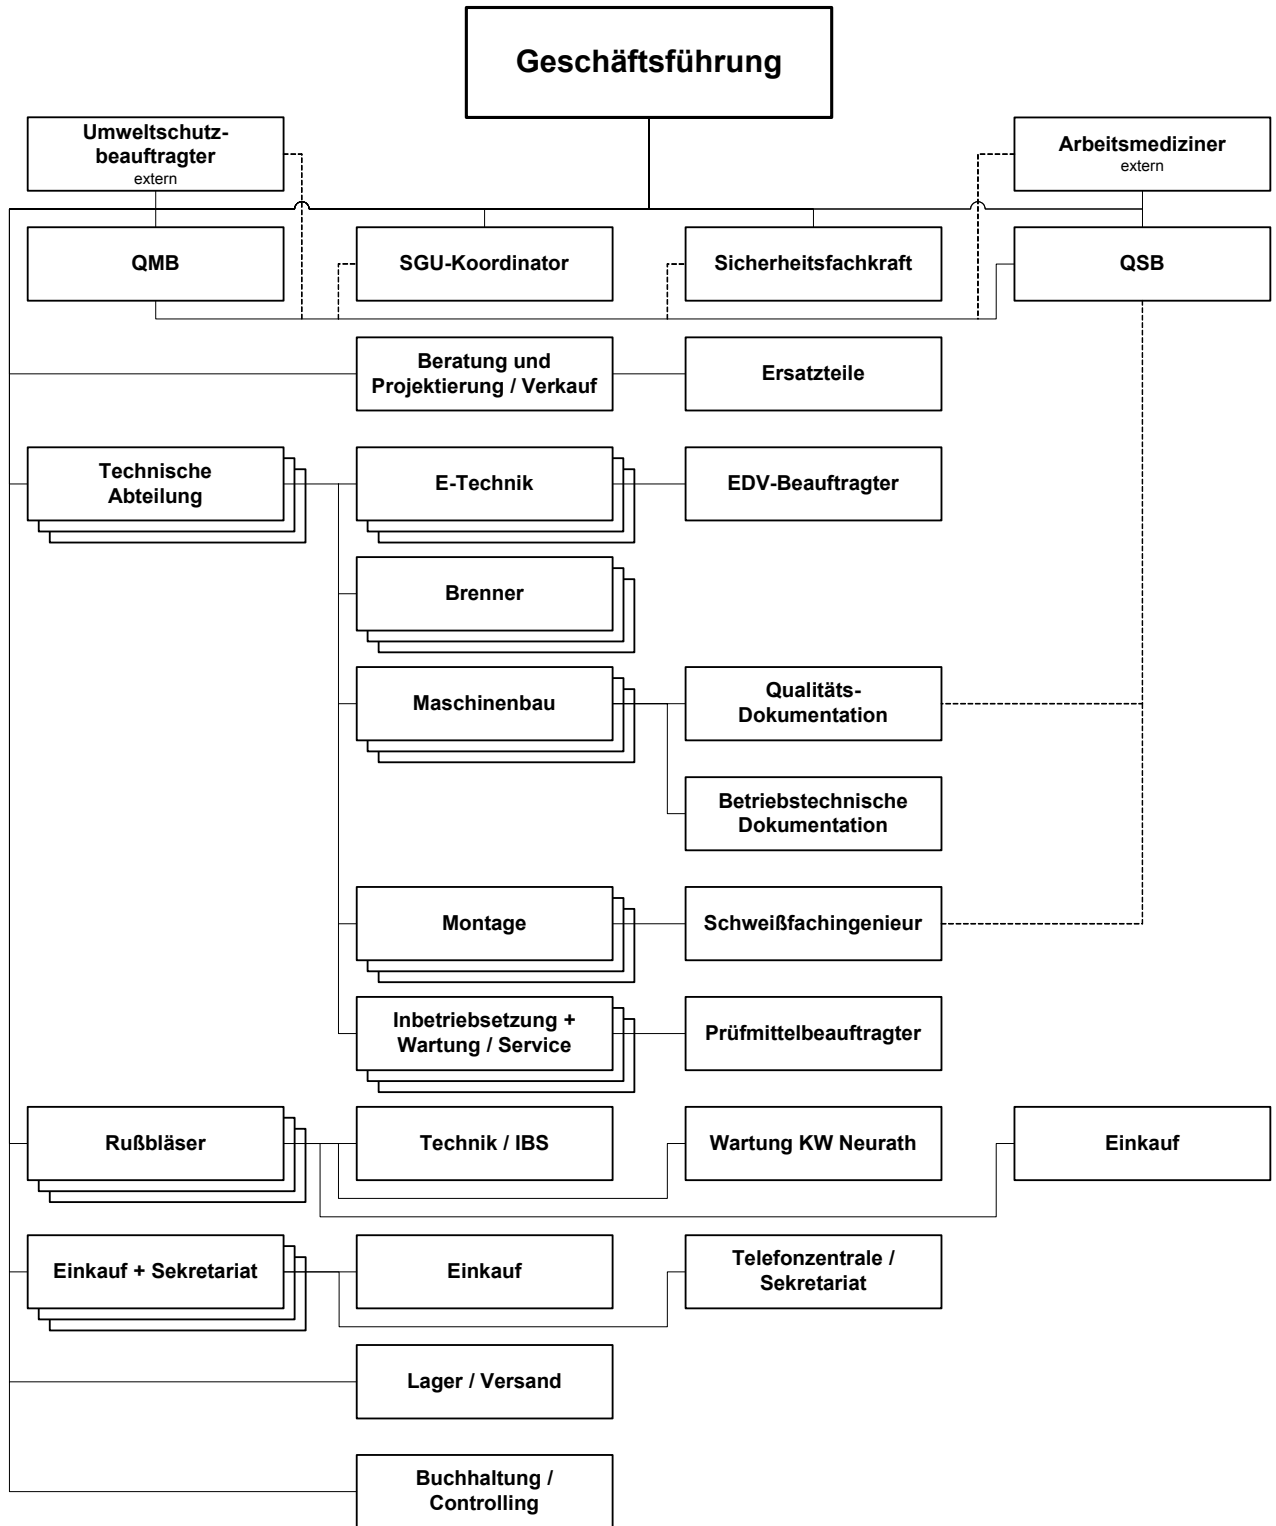 Geschäftsführung
Umweltschutz-
beauftragter
extern
Arbeitsmediziner
extern
QMB
SGU-Koordinator
Sicherheitsfachkraft
QSB
Beratung und
Projektierung / Verkauf
Ersatzteile
Technische
Abteilung
E-Technik
EDV-Beauftragter
Brenner
Maschinenbau
Qualitäts-
Dokumentation
Betriebstechnische
Dokumentation
Montage
Schweißfachingenieur
Inbetriebsetzung +
Wartung / Service
Prüfmittelbeauftragter
Rußbläser
Technik / IBS
Wartung KW Neurath
Einkauf
Einkauf + Sekretariat
Einkauf
Telefonzentrale /
Sekretariat
Lager / Versand
Buchhaltung /
Controlling